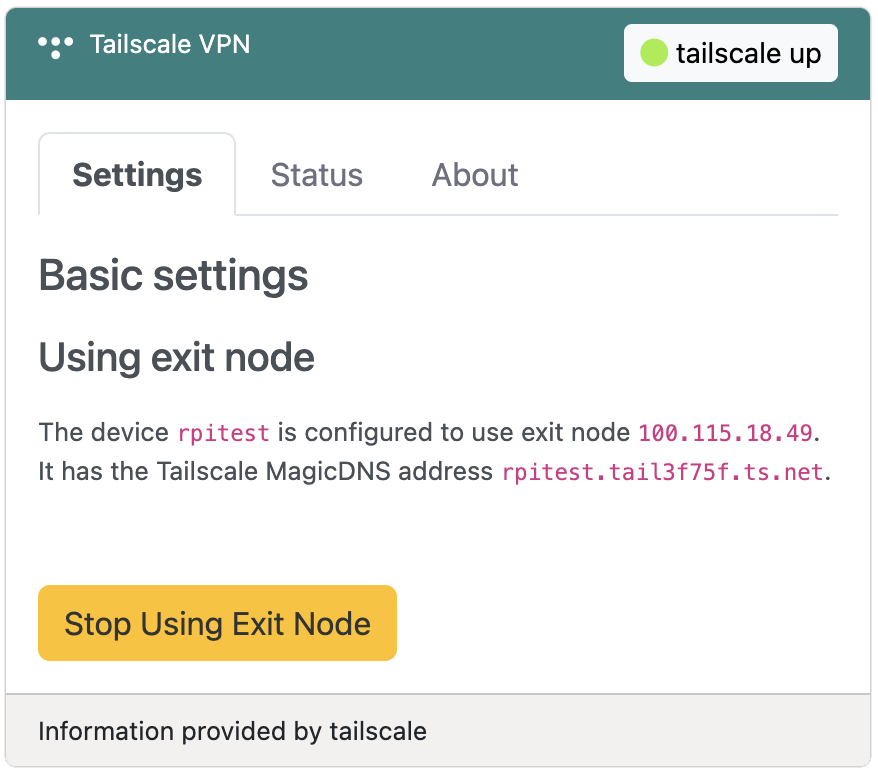 Tailscale VPN
tailscale up
Settings
Status
About
Basic settings
Using exit node
The device rpitest is configured to use exit node 100.115.18.49.
It has the Tailscale MagicDNS address rpitest.tail3f75f.ts.net.
Stop Using Exit Node
Information provided by tailscale